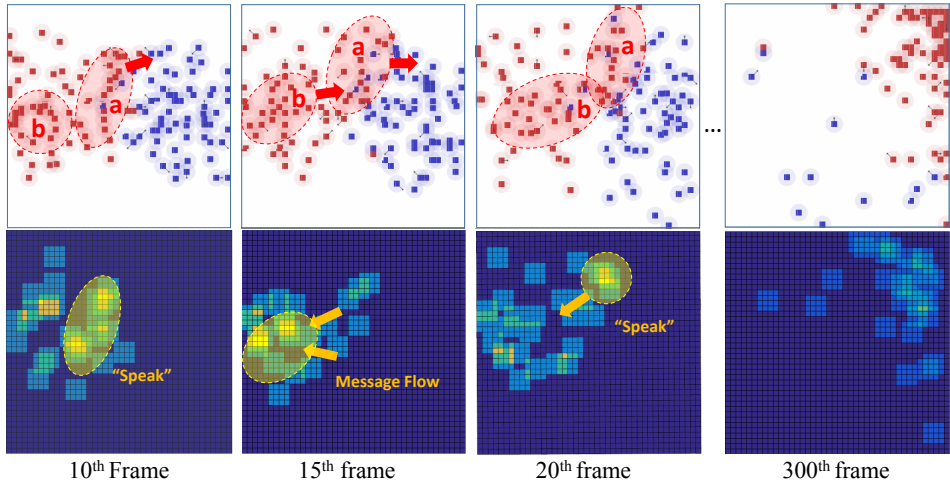 a
b
a
b
a
b
...
"Speak"
Message Flow
"Speak"
10th Frame
15th frame
20th frame
300th frame